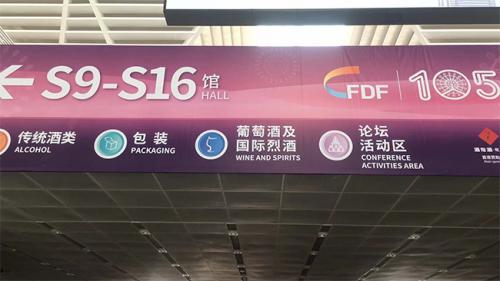 S9-S16 馆
HALL
CFDF 105
传统酒类
ALCOHOL
包装
PACKAGING
葡萄酒及
国际烈酒
WINE AND SPIRITS
论坛
活动区
CONFERENCE
ACTIVITIES AREA